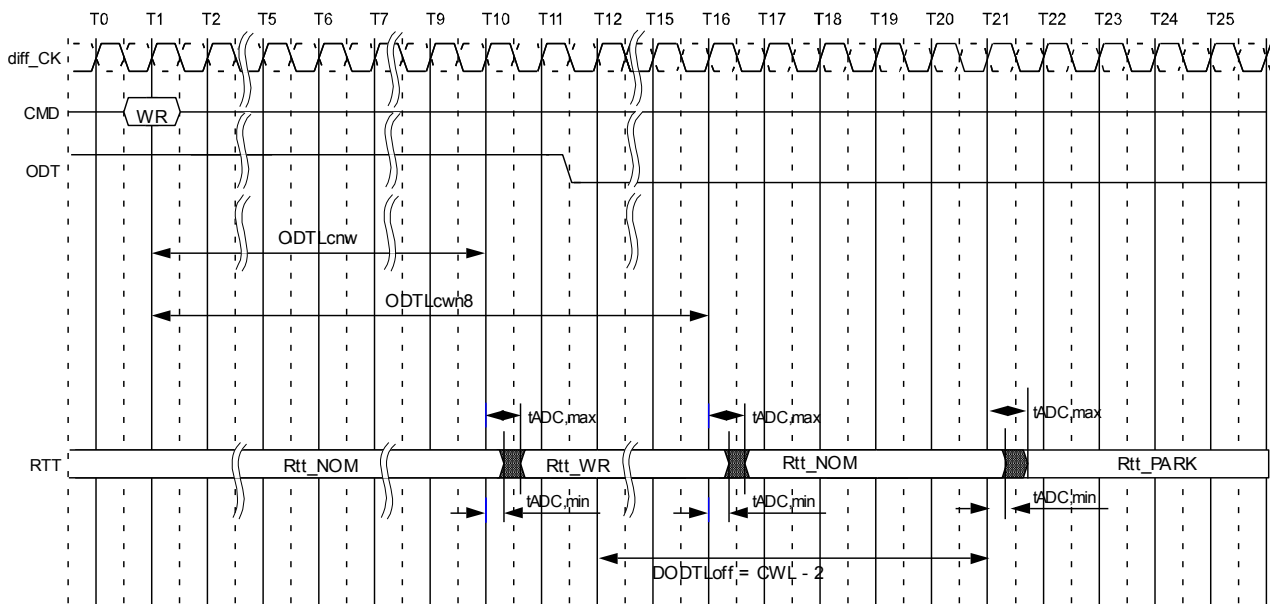 T0 T1 T2 T5 T6 T7 T9 T10 T11 T12 T15 T16 T17 T18 T19 T20 T21 T22 T23 T24 T25
diff_CK
CMD WR
ODT
ODTLcnw
ODTLcwn8
tADC,max tADC,max tADC,max
RTT Rtt_NOM Rtt_WR Rtt_NOM Rtt_PARK
tADC,min tADC,min tADC,min
DODTLoff = CWL - 2